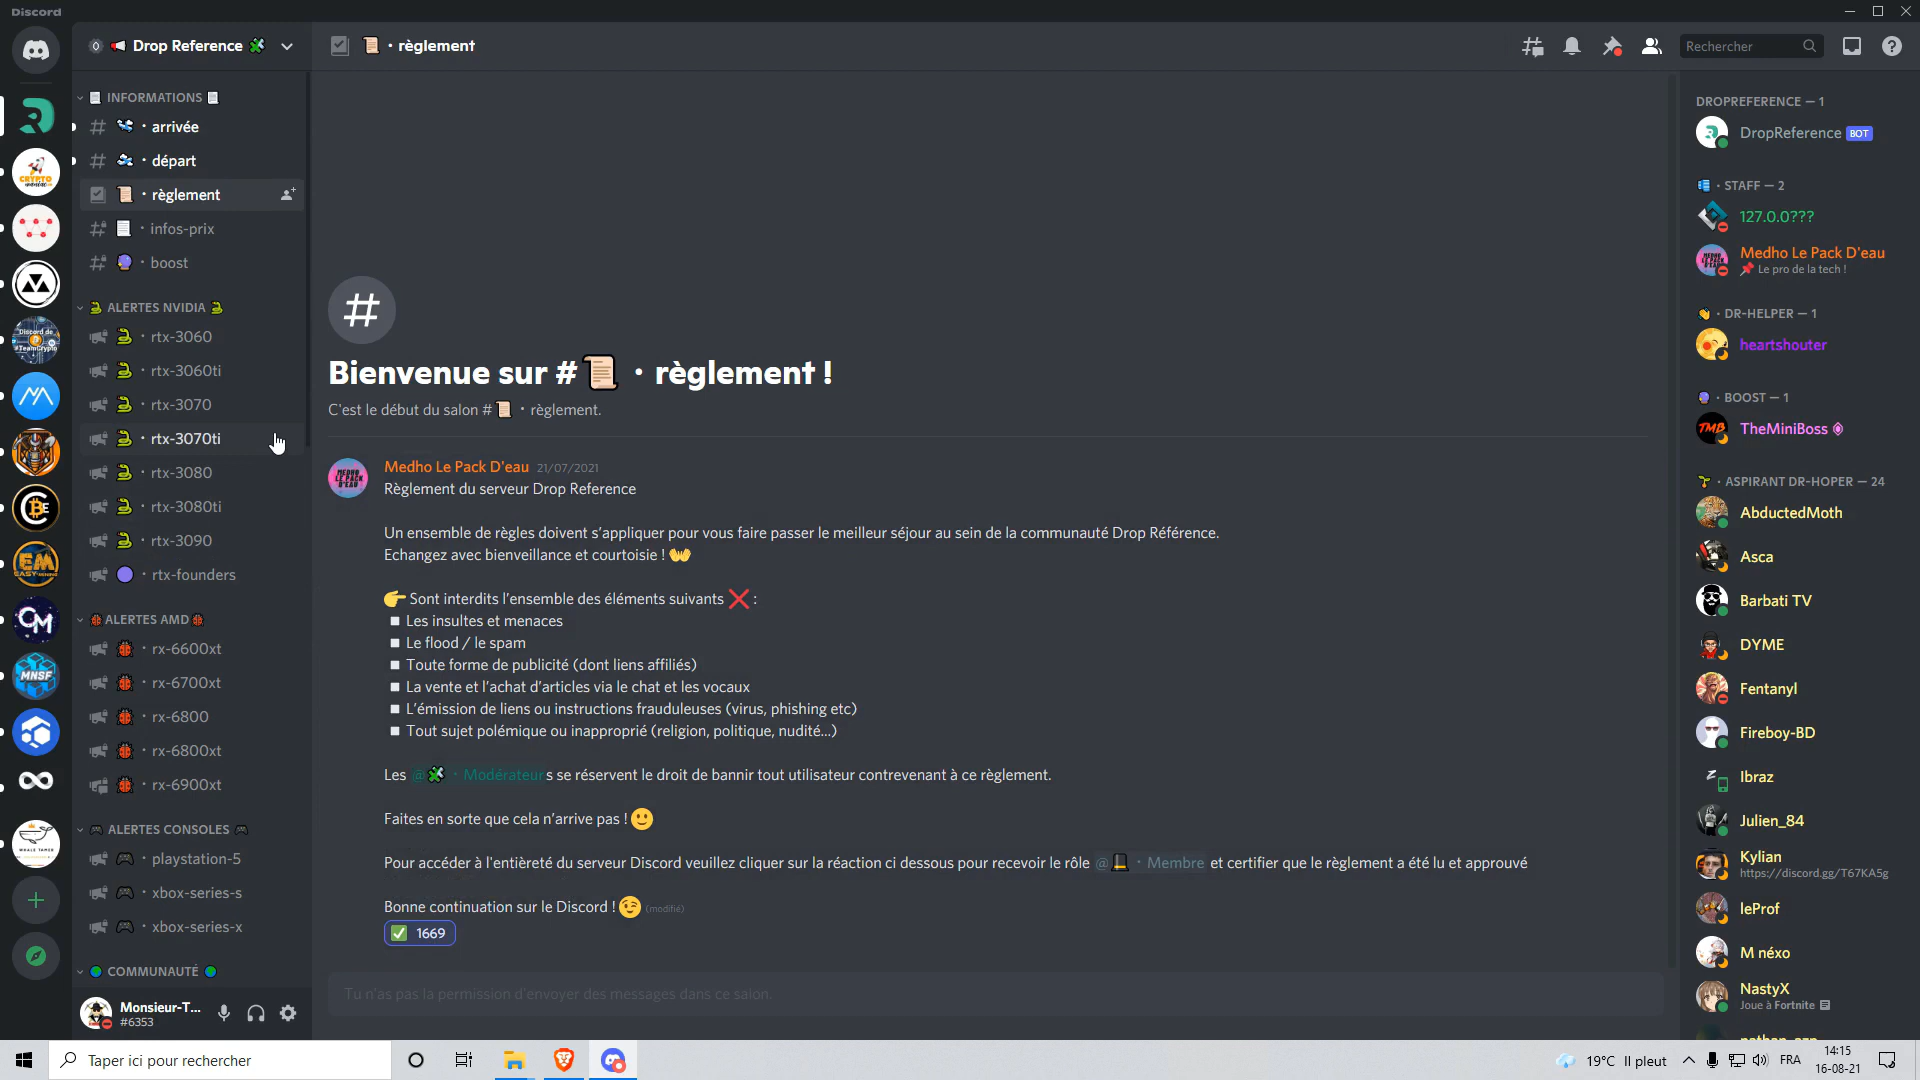 Discord
Drop Reference
INFORMATIONS
arrivée
départ
règlement
infos-prix
boost
ALERTES NVIDIA
rtx-3060
rtx-3060ti
rtx-3070
rtx-3070ti
rtx-3080
rtx-3080ti
rtx-3090
rtx-founders
ALERTES AMD
rx-6600xt
rx-6700xt
rx-6800
rx-6800xt
rx-6900xt
ALERTES CONSOLES
playstation-5
xbox-series-s
xbox-series-x
COMMUNAUTÉ
Monsieur-T...
#6353
CRYPTO
EM
CM
MNSF
WHALE TAMER
• règlement
Rechercher
Bienvenue sur # • règlement !
C'est le début du salon # • règlement.
Medho Le Pack D'eau 21/07/2021
Règlement du serveur Drop Reference
Un ensemble de règles doivent s’appliquer pour vous faire passer le meilleur séjour au sein de la communauté Drop Référence.
Echangez avec bienveillance et courtoisie !
Sont interdits l’ensemble des éléments suivants ❌ :
Les insultes et menaces
Le flood / le spam
Toute forme de publicité (dont liens affiliés)
La vente et l’achat d’articles via le chat et les vocaux
L’émission de liens ou instructions frauduleuses (virus, phishing etc)
Tout sujet polémique ou inapproprié (religion, politique, nudité...)
Les @ • Modérateurs se réservent le droit de bannir tout utilisateur contrevenant à ce règlement.
Faites en sorte que cela n’arrive pas !
Pour accéder à l'entièreté du serveur Discord veuillez cliquer sur la réaction ci dessous pour recevoir le rôle @ • Membre et certifier que le règlement a été lu et approuvé
Bonne continuation sur le Discord ! (modifié)
1669
Tu n'as pas la permission d'envoyer des messages dans ce salon.
DROPREFERENCE — 1
DropReference BOT
• STAFF — 2
127.0.0???
Medho Le Pack D'eau
Le pro de la tech !
• DR-HELPER — 1
heartshouter
• BOOST — 1
TMB
TheMiniBoss
• ASPIRANT DR-HOPER — 24
AbductedMoth
Asca
Barbati TV
DYME
Fentanyl
Fireboy-BD
Ibraz
Julien_84
Kylian
https://discord.gg/T67KA5g
leProf
M néxo
NastyX
Joue à Fortnite
Taper ici pour rechercher
19°C Il pleut
FRA
14:15
16-08-21